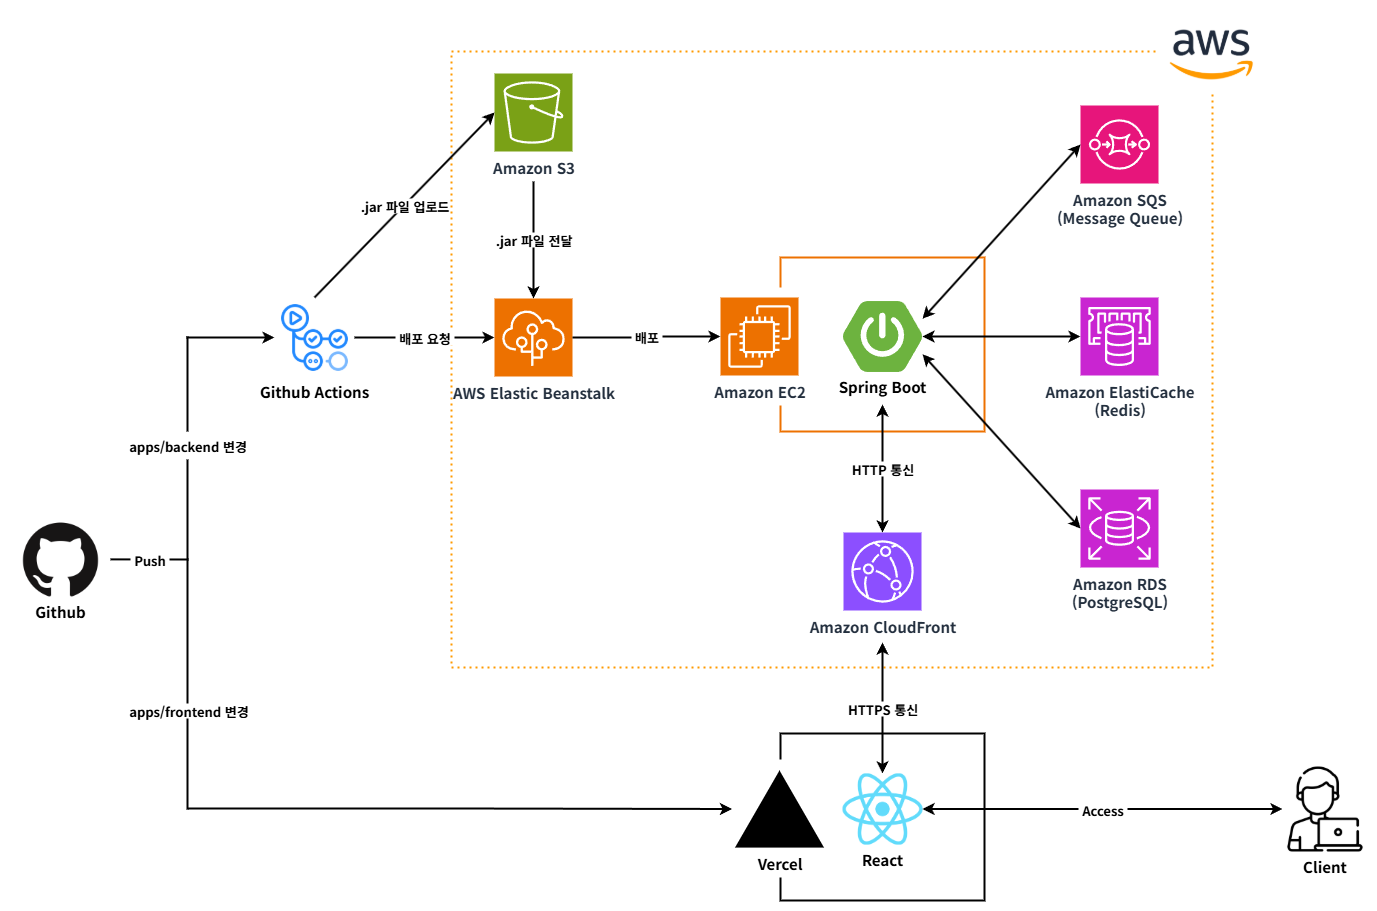 aws
Amazon S3
Amazon SQS
(Message Queue)
.jar 파일 업로드
.jar 파일 전달
배포 요청
배포
Github Actions
AWS Elastic Beanstalk
Amazon EC2
Spring Boot
Amazon ElastiCache
(Redis)
apps/backend 변경
HTTP 통신
Push
Github
Amazon RDS
(PostgreSQL)
Amazon CloudFront
apps/frontend 변경
HTTPS 통신
Access
Vercel
React
Client